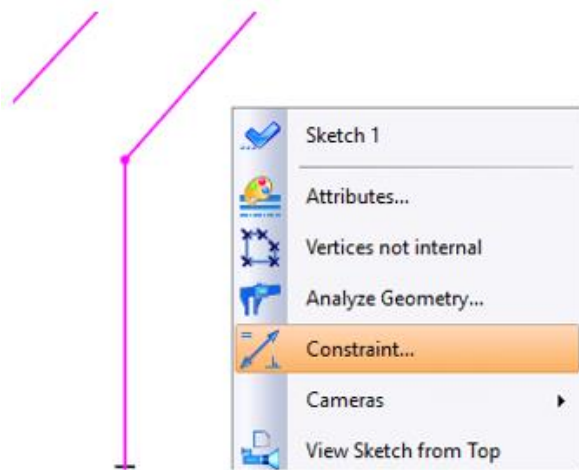 Sketch 1
Attributes...
Vertices not internal
Analyze Geometry...
Constraint...
Cameras
View Sketch from Top